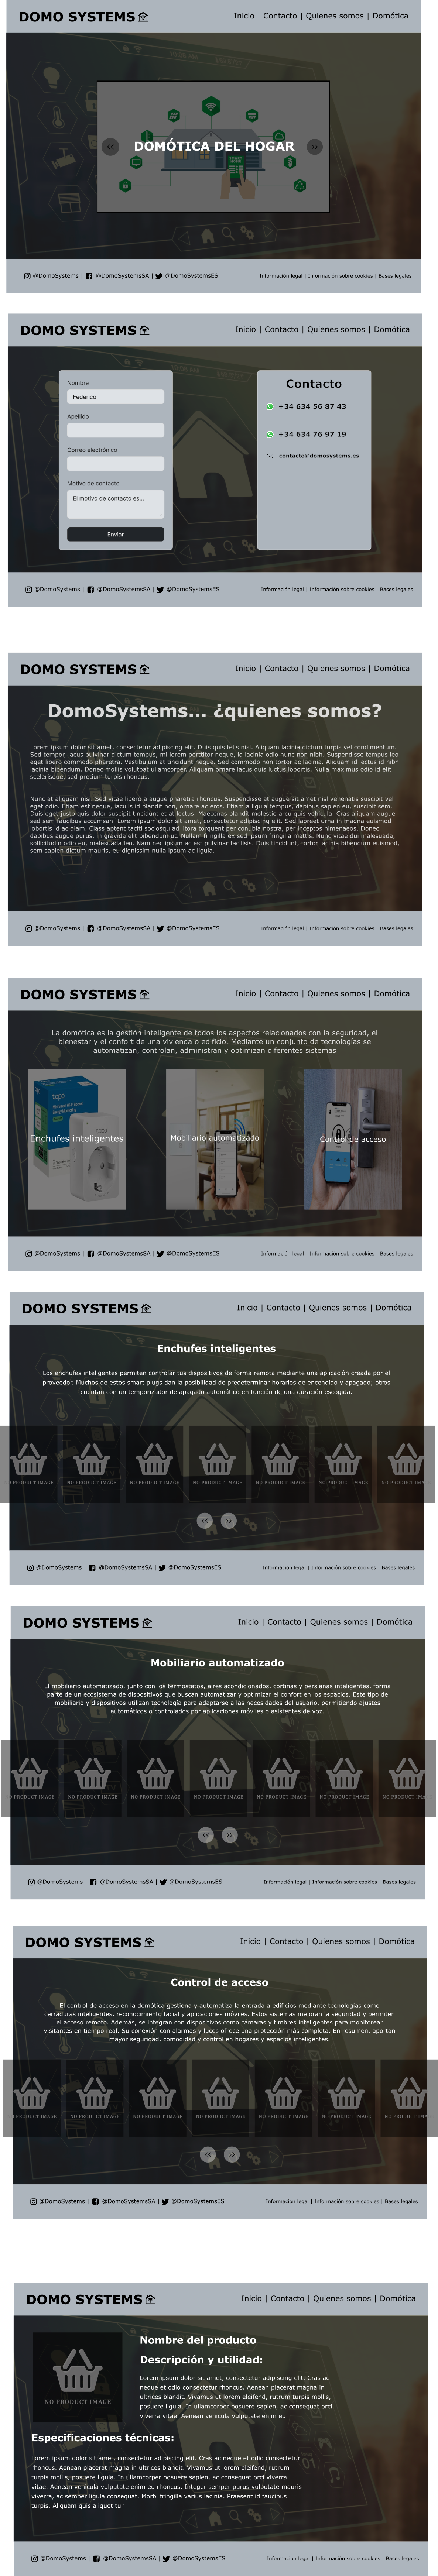 DOMO SYSTEMS
Inicio | Contacto | Quienes somos | Domótica
DOMÓTICA DEL HOGAR
@DomoSystems | @DomoSystemsSA | @DomoSystemsES
Información legal | Información sobre cookies | Bases legales
DOMO SYSTEMS
Inicio | Contacto | Quienes somos | Domótica
Nombre
Federico
Apellido
Correo electrónico
Motivo de contacto
El motivo de contacto es...
Enviar
Contacto
+34 634 56 87 43
+34 634 76 97 19
contacto@domosystems.es
@DomoSystems | @DomoSystemsSA | @DomoSystemsES
Información legal | Información sobre cookies | Bases legales
DOMO SYSTEMS
Inicio | Contacto | Quienes somos | Domótica
DomoSystems... ¿quienes somos?
Lorem ipsum dolor sit amet, consectetur adipiscing elit. Duis quis felis nisl. Aliquam lacinia dictum turpis vel condimentum.
Sed tempor, lacus pulvinar dictum tempus, mi lorem porttitor neque, id lacinia odio nunc non nibh. Suspendisse tempus leo
eget libero pharetra pharetra. Vestibulum at tincidunt neque. Sed commodo non tortor ac lacinia. Aliquam id lectus id nibh
lacinia bibendum. Donec mollis volutpat ullamcorper. Aliquam ornare lacus quis luctus lobortis. Nulla maximus odio id elit
scelerisque, sed pretium turpis rhoncus.
Nunc at aliquam nisi. Sed vitae libero a augue pharetra rhoncus. Suspendisse at augue sit amet nisl venenatis suscipit vel
eget odio. Etiam enim purus, iaculis id blandit non, ornare ac eros. Etiam a ligula tempus, dapibus sapien eu, suscipit sem.
Duis eget justo quis dolor suscipit tincidunt et at lectus. Maecenas blandit molestie arcu quis vehicula. Cras aliquam augue
sed sem faucibus accumsan. Lorem ipsum dolor sit amet, consectetur adipiscing elit. Sed laoreet urna in magna euismod
lobortis id ac diam. Class aptent taciti sociosqu ad litora torquent per conubia nostra, per inceptos himenaeos. Donec
dapibus augue purus, in gravida elit bibendum ut. Nullam fringilla ex sed ipsum fringilla mattis. Nunc vitae dui malesuada,
sollicitudin odio eu, malesuada leo. Nam nec ipsum ac est pulvinar facilisis. Duis tincidunt, tortor lacinia bibendum euismod,
sem sapien dictum mauris, eu dignissim nulla ipsum ac ligula.
@DomoSystems | @DomoSystemsSA | @DomoSystemsES
Información legal | Información sobre cookies | Bases legales
DOMO SYSTEMS
Inicio | Contacto | Quienes somos | Domótica
La domótica es la gestión inteligente de todos los aspectos relacionados con la seguridad, el
bienestar y el confort de una vivienda o edificio. Mediante un conjunto de tecnologías se
automatizan, controlan, administran y optimizan diferentes sistemas
tapo
Enchufes inteligentes
Mobiliario automatizado
Control de acceso
@DomoSystems | @DomoSystemsSA | @DomoSystemsES
Información legal | Información sobre cookies | Bases legales
DOMO SYSTEMS
Inicio | Contacto | Quienes somos | Domótica
Enchufes inteligentes
Los enchufes inteligentes permiten controlar tus dispositivos de forma remota mediante una aplicación creada por el
proveedor. Muchos de estos smart plugs dan la posibilidad de predeterminar horarios de encendido y apagado; otros
cuentan con un temporizador de apagado automático en función de una duración escogida.
PRODUCT IMAGE NO PRODUCT IMAGE NO PRODUCT IMAGE NO PRODUCT IMAGE NO PRODUCT IMAGE NO PRODUCT IMAGE NO PRODUCT IMA
@DomoSystems | @DomoSystemsSA | @DomoSystemsES
Información legal | Información sobre cookies | Bases legales
DOMO SYSTEMS
Inicio | Contacto | Quienes somos | Domótica
Mobiliario automatizado
El mobiliario automatizado, junto con los termostatos, aires acondicionados, cortinas y persianas inteligentes, forma
parte de un ecosistema de dispositivos que buscan automatizar y optimizar el confort en los espacios. Este tipo de
mobiliario y dispositivos utilizan tecnología para adaptarse a las necesidades del usuario, permitiendo ajustes
automáticos o controlados por aplicaciones móviles o asistentes de voz.
PRODUCT IMAGE NO PRODUCT IMAGE NO PRODUCT IMAGE NO PRODUCT IMAGE NO PRODUCT IMAGE NO PRODUCT IMAGE NO PRODUCT IMA
@DomoSystems | @DomoSystemsSA | @DomoSystemsES
Información legal | Información sobre cookies | Bases legales
DOMO SYSTEMS
Inicio | Contacto | Quienes somos | Domótica
Control de acceso
El control de acceso en la domótica gestiona y automatiza la entrada a edificios mediante tecnologías como
cerraduras inteligentes, reconocimiento facial y aplicaciones móviles. Estos sistemas mejoran la seguridad y permiten
el acceso remoto. Además, se integran con dispositivos como cámaras y timbres inteligentes para monitorear
visitantes en tiempo real. Su conexión con alarmas y luces ofrece una protección más completa. En resumen, aportan
mayor seguridad, comodidad y control en hogares y espacios inteligentes.
PRODUCT IMAGE NO PRODUCT IMAGE NO PRODUCT IMAGE NO PRODUCT IMAGE NO PRODUCT IMAGE NO PRODUCT IMAGE NO PRODUCT IMA
@DomoSystems | @DomoSystemsSA | @DomoSystemsES
Información legal | Información sobre cookies | Bases legales
DOMO SYSTEMS
Inicio | Contacto | Quienes somos | Domótica
NO PRODUCT IMAGE
Nombre del producto
Descripción y utilidad:
Lorem ipsum dolor sit amet, consectetur adipiscing elit. Cras ac
neque et odio consectetur rhoncus. Aenean placerat magna in
ultrices blandit. Vivamus ut lorem eleifend, rutrum turpis mollis,
posuere ligula. In ullamcorper posuere sapien, ac consequat orci
viverra vitae. Aenean vehicula vulputate enim eu
Especificaciones técnicas:
Lorem ipsum dolor sit amet, consectetur adipiscing elit. Cras ac neque et odio consectetur
rhoncus. Aenean placerat magna in ultrices blandit. Vivamus ut lorem eleifend, rutrum
turpis mollis, posuere ligula. In ullamcorper posuere sapien, ac consequat orci viverra
vitae. Aenean vehicula vulputate enim eu rhoncus. Integer semper purus vulputate mauris
viverra, ac semper ligula consequat. Morbi fringilla varius lacinia. Praesent id faucibus
turpis. Aliquam quis aliquet tur
@DomoSystems | @DomoSystemsSA | @DomoSystemsES
Información legal | Información sobre cookies | Bases legales